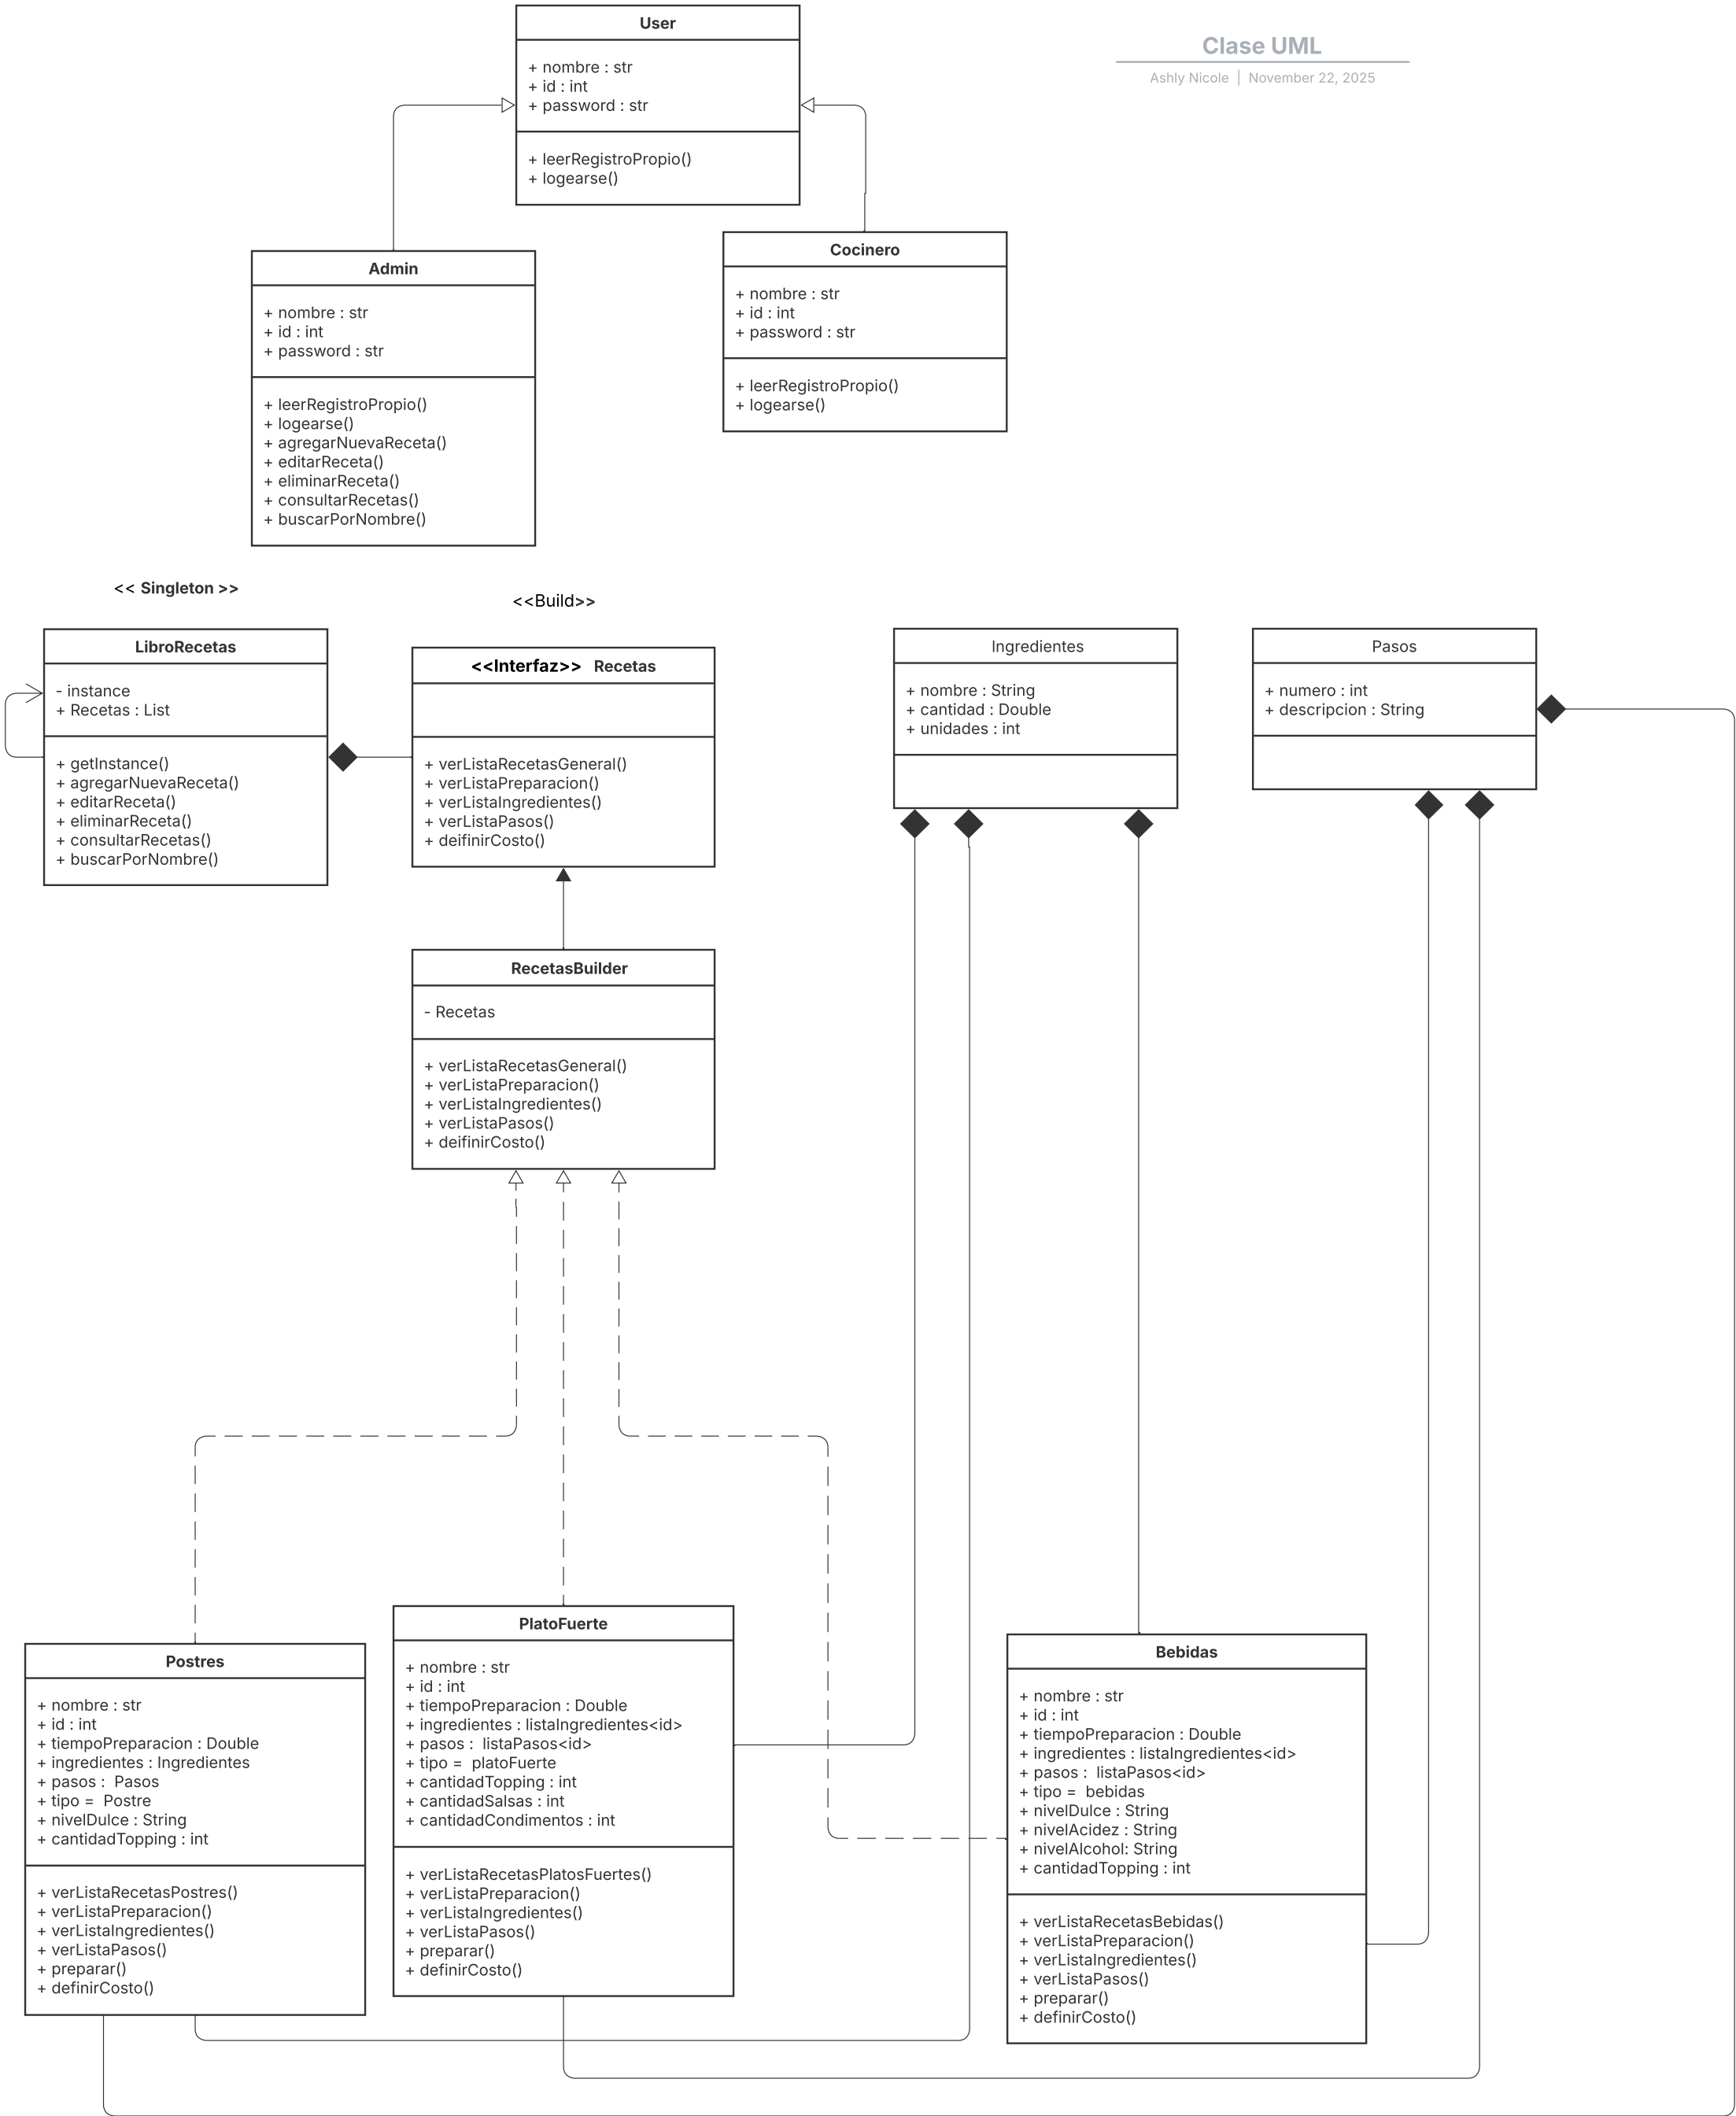 User
+ nombre : str
+ id : int
+ password : str
+ leerRegistroPropio()
+ logearse()
Clase UML
Ashly Nicole | November 22, 2025
Admin
+ nombre : str
+ id : int
+ password : str
+ leerRegistroPropio()
+ logearse()
+ agregarNuevaReceta()
+ editarReceta()
+ eliminarReceta()
+ consultarRecetas()
+ buscarPorNombre()
Cocinero
+ nombre : str
+ id : int
+ password : str
+ leerRegistroPropio()
+ logearse()
<< Singleton >>
LibroRecetas
- instance
+ Recetas : List
+ getInstance()
+ agregarNuevaReceta()
+ editarReceta()
+ eliminarReceta()
+ consultarRecetas()
+ buscarPorNombre()
<<Build>>
<<Interfaz>> Recetas
+ verListaRecetasGeneral()
+ verListaPreparacion()
+ verListaIngredientes()
+ verListaPasos()
+ deifinirCosto()
Ingredientes
+ nombre : String
+ cantidad : Double
+ unidades : int
Pasos
+ numero : int
+ descripcion : String
RecetasBuilder
- Recetas
+ verListaRecetasGeneral()
+ verListaPreparacion()
+ verListaIngredientes()
+ verListaPasos()
+ deifinirCosto()
Postres
+ nombre : str
+ id : int
+ tiempoPreparacion : Double
+ ingredientes : Ingredientes
+ pasos :  Pasos
+ tipo =  Postre
+ nivelDulce : String
+ cantidadTopping : int
+ verListaRecetasPostres()
+ verListaPreparacion()
+ verListaIngredientes()
+ verListaPasos()
+ preparar()
+ definirCosto()
PlatoFuerte
+ nombre : str
+ id : int
+ tiempoPreparacion : Double
+ ingredientes : listaIngredientes<id>
+ pasos :  listaPasos<id>
+ tipo =  platoFuerte
+ cantidadTopping : int
+ cantidadSalsas : int
+ cantidadCondimentos : int
+ verListaRecetasPlatosFuertes()
+ verListaPreparacion()
+ verListaIngredientes()
+ verListaPasos()
+ preparar()
+ definirCosto()
Bebidas
+ nombre : str
+ id : int
+ tiempoPreparacion : Double
+ ingredientes : listaIngredientes<id>
+ pasos :  listaPasos<id>
+ tipo =  bebidas
+ nivelDulce : String
+ nivelAcidez : String
+ nivelAlcohol: String
+ cantidadTopping : int
+ verListaRecetasBebidas()
+ verListaPreparacion()
+ verListaIngredientes()
+ verListaPasos()
+ preparar()
+ definirCosto()